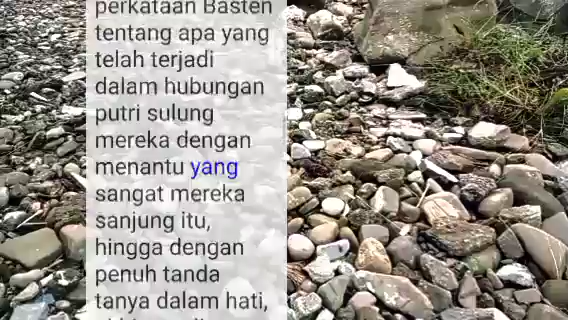 perkataan Basten
tentang apa yang
telah terjadi
dalam hubungan
putri sulung
mereka dengan
menantu yang
sangat mereka
sanjung itu,
hingga dengan
penuh tanda
tanya dalam hati,